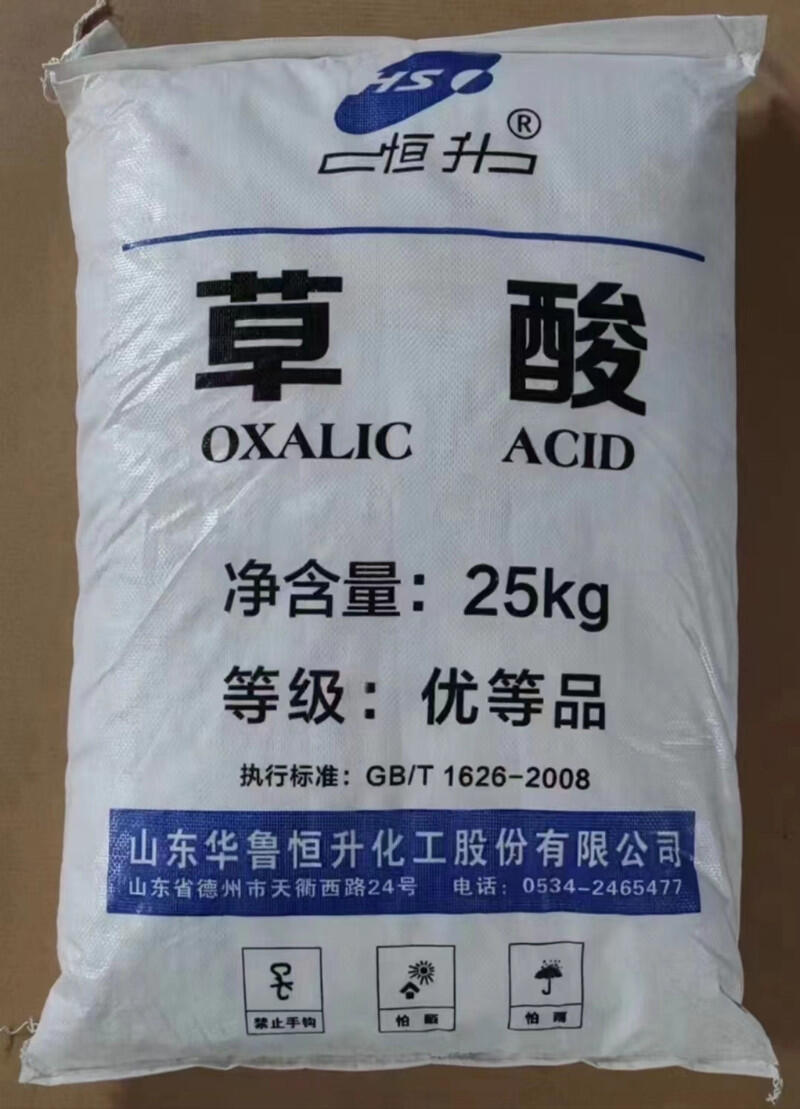 HS
恒升®
草 酸
OXALIC ACID
净含量：25kg
等级：优等品
执行标准：GB/T 1626-2008
山东华鲁恒升化工股份有限公司
山东省德州市天衢西路24号 电话：0534-2465477
禁止手钩 怕晒 怕雨